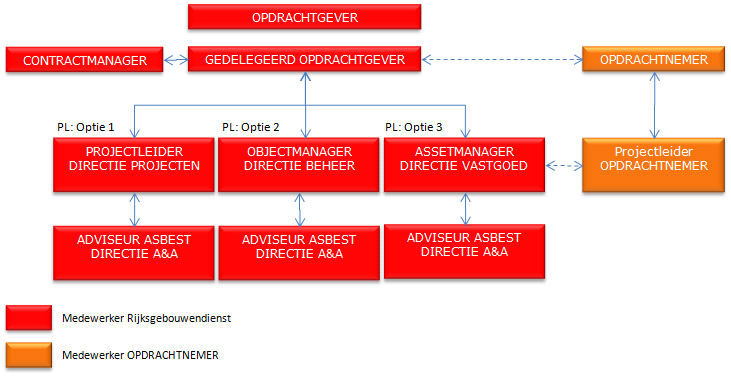 OPDRACHTGEVER
CONTRACTMANAGER
GEDELEGEERD OPDRACHTGEVER
OPDRACHTNEMER
PL: Optie 1
PL: Optie 2
PL: Optie 3
PROJECTLEIDER
DIRECTIE PROJECTEN
OBJECTMANAGER
DIRECTIE BEHEER
ASSETMANAGER
DIRECTIE VASTGOED
Projectleider
OPDRACHTNEMER
ADVISEUR ASBEST
DIRECTIE A&A
ADVISEUR ASBEST
DIRECTIE A&A
ADVISEUR ASBEST
DIRECTIE A&A
Medewerker Rijksgebouwendienst
Medewerker OPDRACHTNEMER